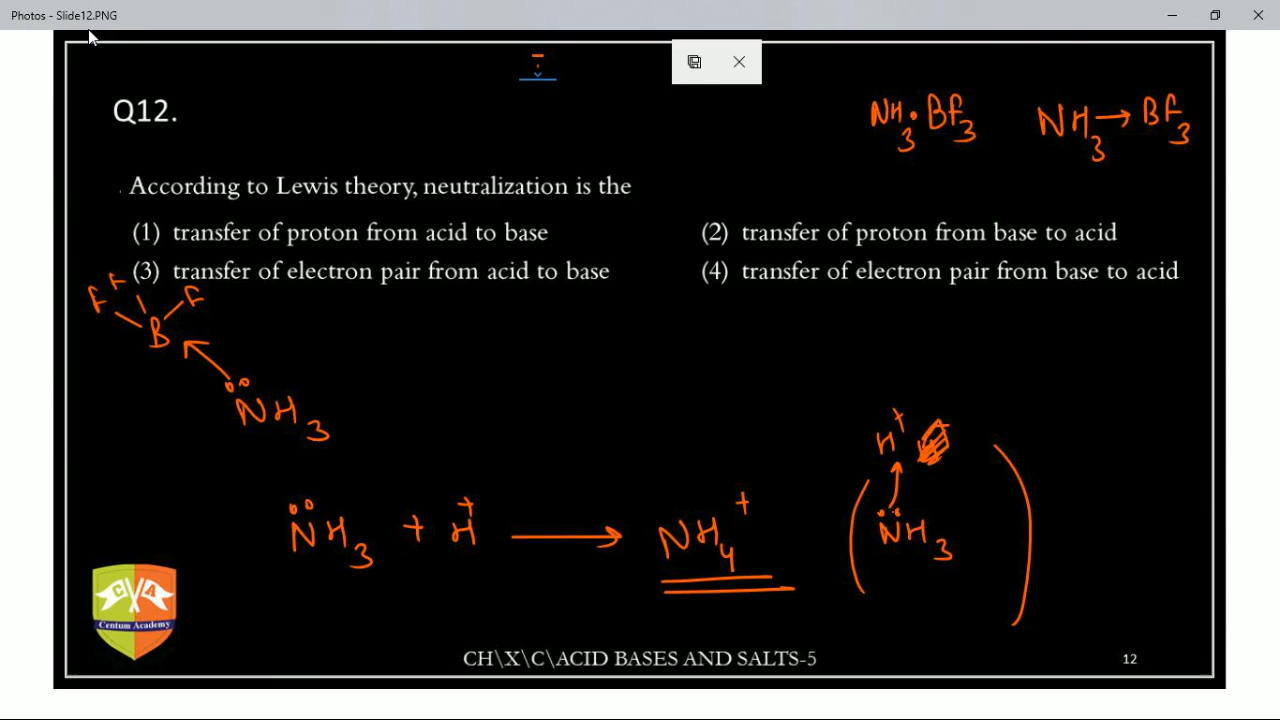 Photos - Slide12.PNG
Q12.
NH3 · BF3
NH3 → BF3
According to Lewis theory, neutralization is the
(1) transfer of proton from acid to base
(2) transfer of proton from base to acid
(3) transfer of electron pair from acid to base
(4) transfer of electron pair from base to acid
F F F
B
NH3
H+
NH3 + H+ → NH4+
NH3
C A
Centum Academy
CH\X\C\ACID BASES AND SALTS-5
12